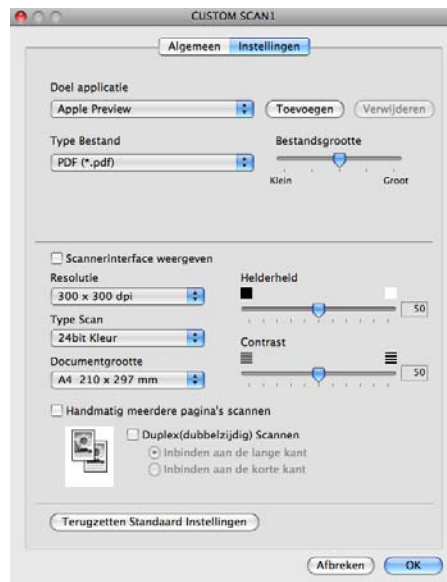 CUSTOM SCAN1
Algemeen Instellingen
Doel applicatie
Apple Preview Toevoegen Verwijderen
Type Bestand Bestandsgrootte
PDF (*.pdf)
Klein Groot
Scannerinterface weergeven
Resolutie Helderheid
300 x 300 dpi 50
Type Scan
24bit Kleur Contrast
Documentgrootte
A4 210 x 297 mm 50
Handmatig meerdere pagina's scannen
Duplex(dubbelzijdig) Scannen
Inbinden aan de lange kant
Inbinden aan de korte kant
Terugzetten Standaard Instellingen
Afbreken OK